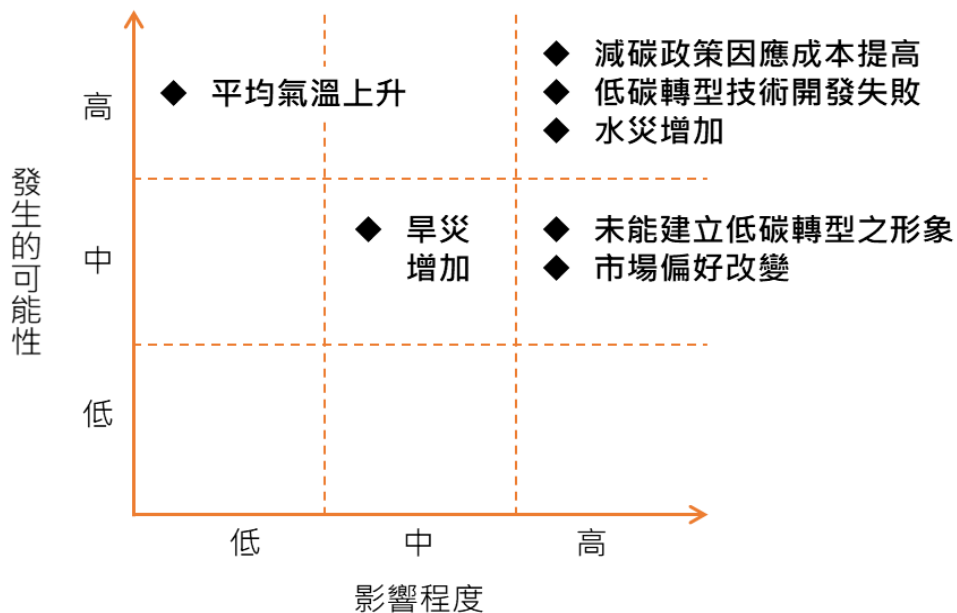 發生的可能性
高
中
低
◆ 平均氣溫上升
◆ 減碳政策因應成本提高
◆ 低碳轉型技術開發失敗
◆ 水災增加
◆ 旱災
增加
◆ 未能建立低碳轉型之形象
◆ 市場偏好改變
低
中
高
影響程度